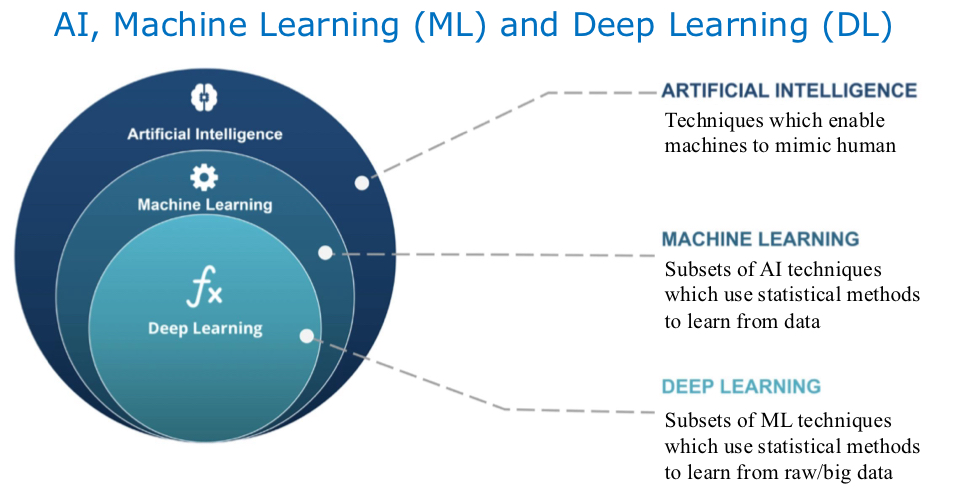 AI, Machine Learning (ML) and Deep Learning (DL)
Artificial Intelligence
Machine Learning
fx
Deep Learning
ARTIFICIAL INTELLIGENCE
Techniques which enable
machines to mimic human
MACHINE LEARNING
Subsets of AI techniques
which use statistical methods
to learn from data
DEEP LEARNING
Subsets of ML techniques
which use statistical methods
to learn from raw/big data